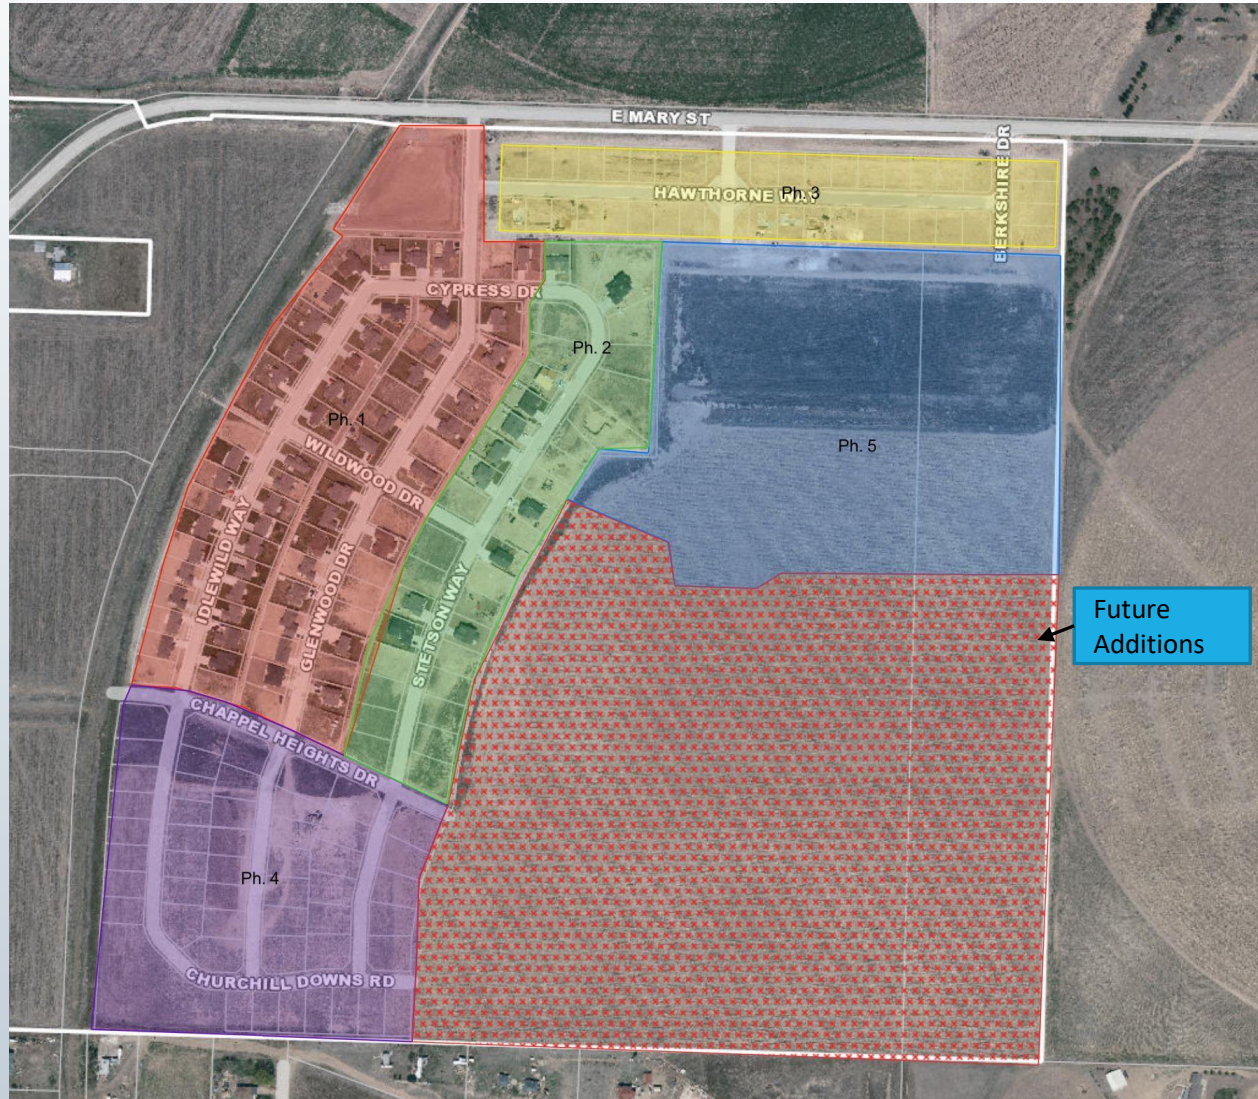 E MARY ST
BERKSHIRE DR
HAWTHORNE WAY
Ph. 3
CYPRESS DR
Ph. 2
Ph. 1
WILDWOOD DR
Ph. 5
IDLEWILD WAY
GLENWOOD DR
STETSON WAY
Future
Additions
CHAPPEL HEIGHTS DR
Ph. 4
CHURCHILL DOWNS RD